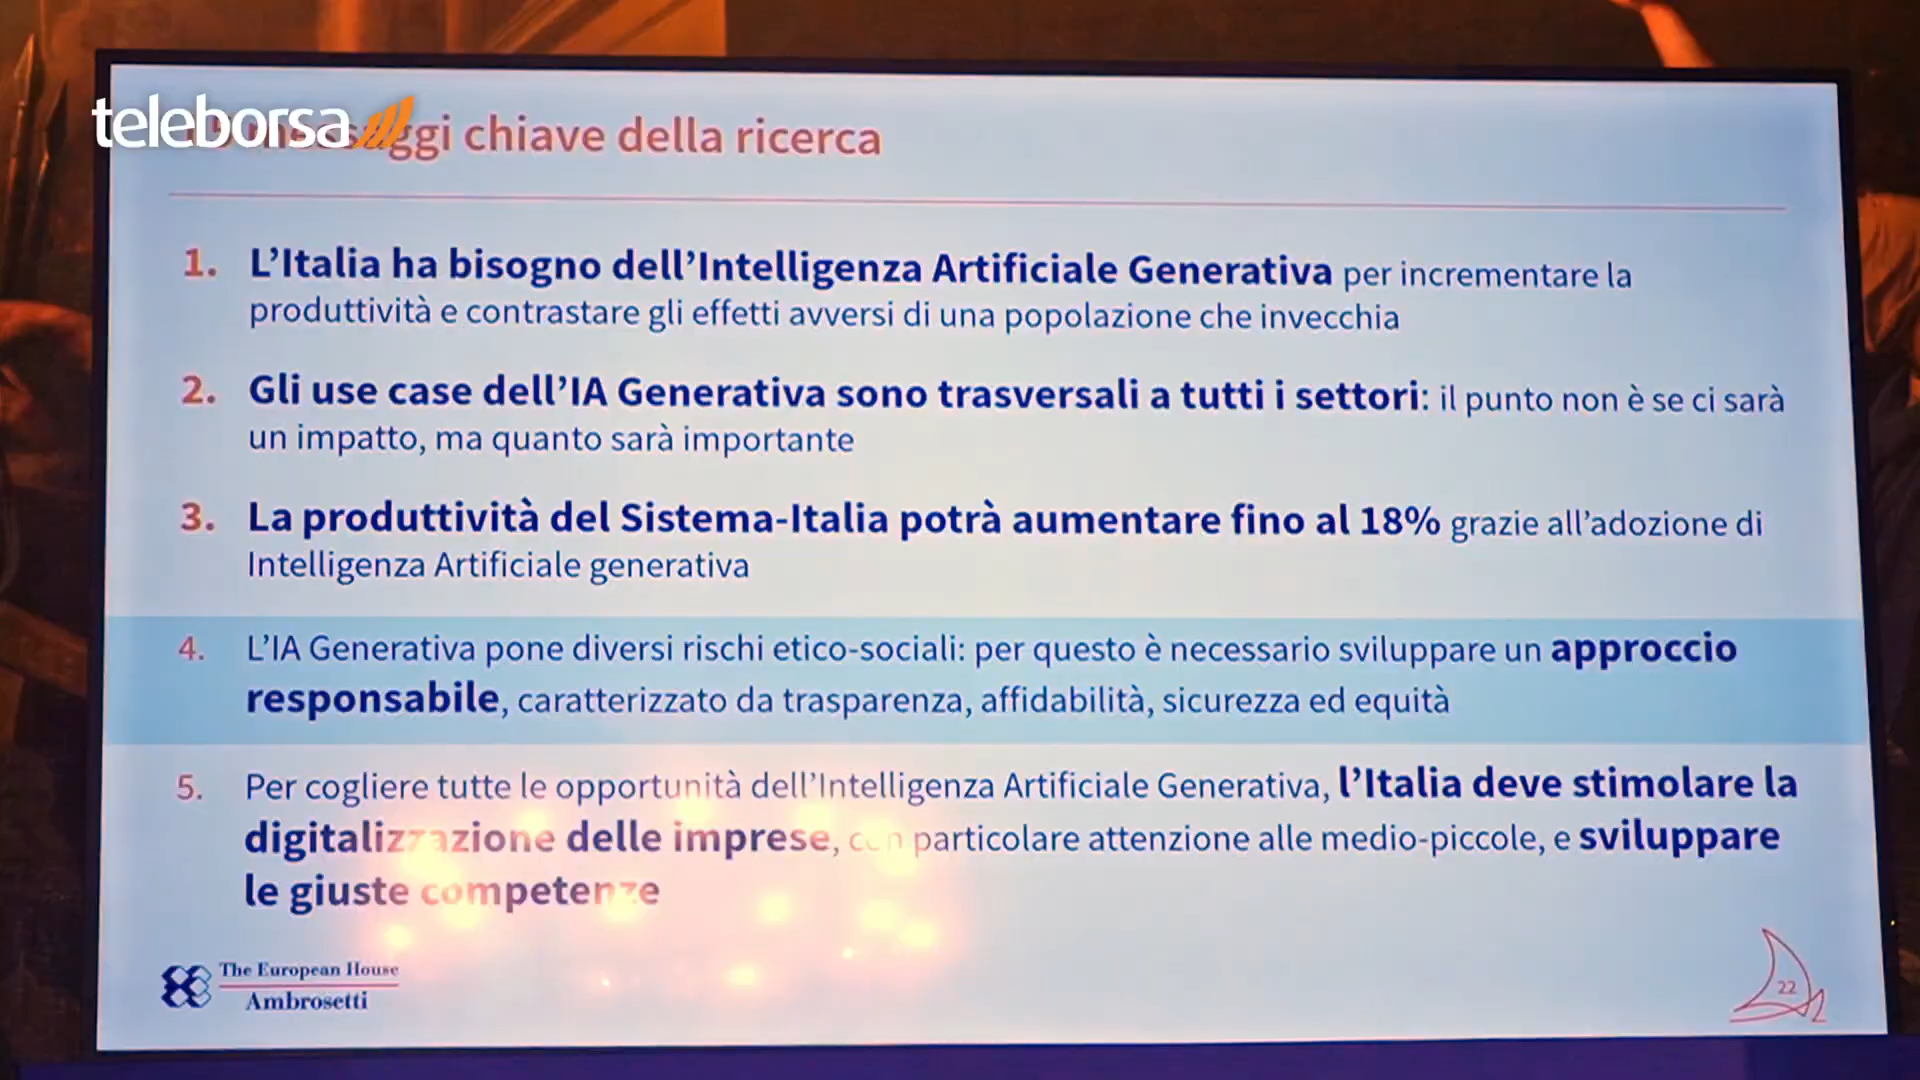 teleborsa
chiave della ricerca
1. L’Italia ha bisogno dell’Intelligenza Artificiale Generativa per incrementare la
produttività e contrastare gli effetti avversi di una popolazione che invecchia
2. Gli use case dell’IA Generativa sono trasversali a tutti i settori: il punto non è se ci sarà
un impatto, ma quanto sarà importante
3. La produttività del Sistema-Italia potrà aumentare fino al 18% grazie all’adozione di
Intelligenza Artificiale generativa
4. L’IA Generativa pone diversi rischi etico-sociali: per questo è necessario sviluppare un approccio
responsabile, caratterizzato da trasparenza, affidabilità, sicurezza ed equità
5. Per cogliere tutte le opportunità dell’Intelligenza Artificiale Generativa, l’Italia deve stimolare la
digitalizzazione delle imprese, con particolare attenzione alle medio-piccole, e sviluppare
le giuste competenze
The European House
Ambrosetti
22